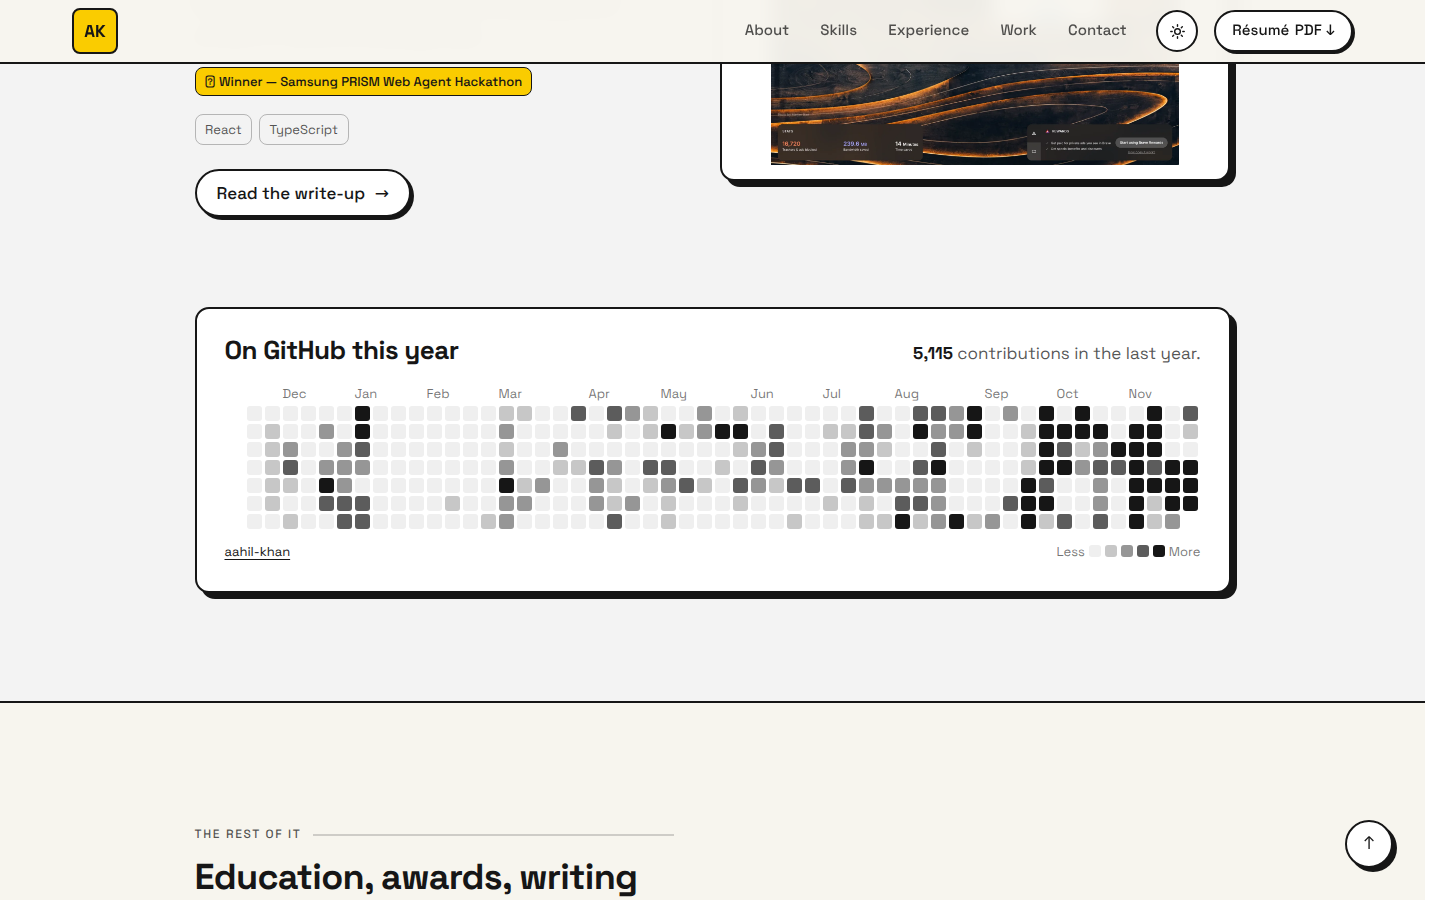 AK
About Skills Experience Work Contact Résumé PDF ↓
Winner — Samsung PRISM Web Agent Hackathon
React TypeScript
Read the write-up →
On GitHub this year
5,115 contributions in the last year.
Dec Jan Feb Mar Apr May Jun Jul Aug Sep Oct Nov
aahil-khan
Less More
THE REST OF IT
↑
Education, awards, writing